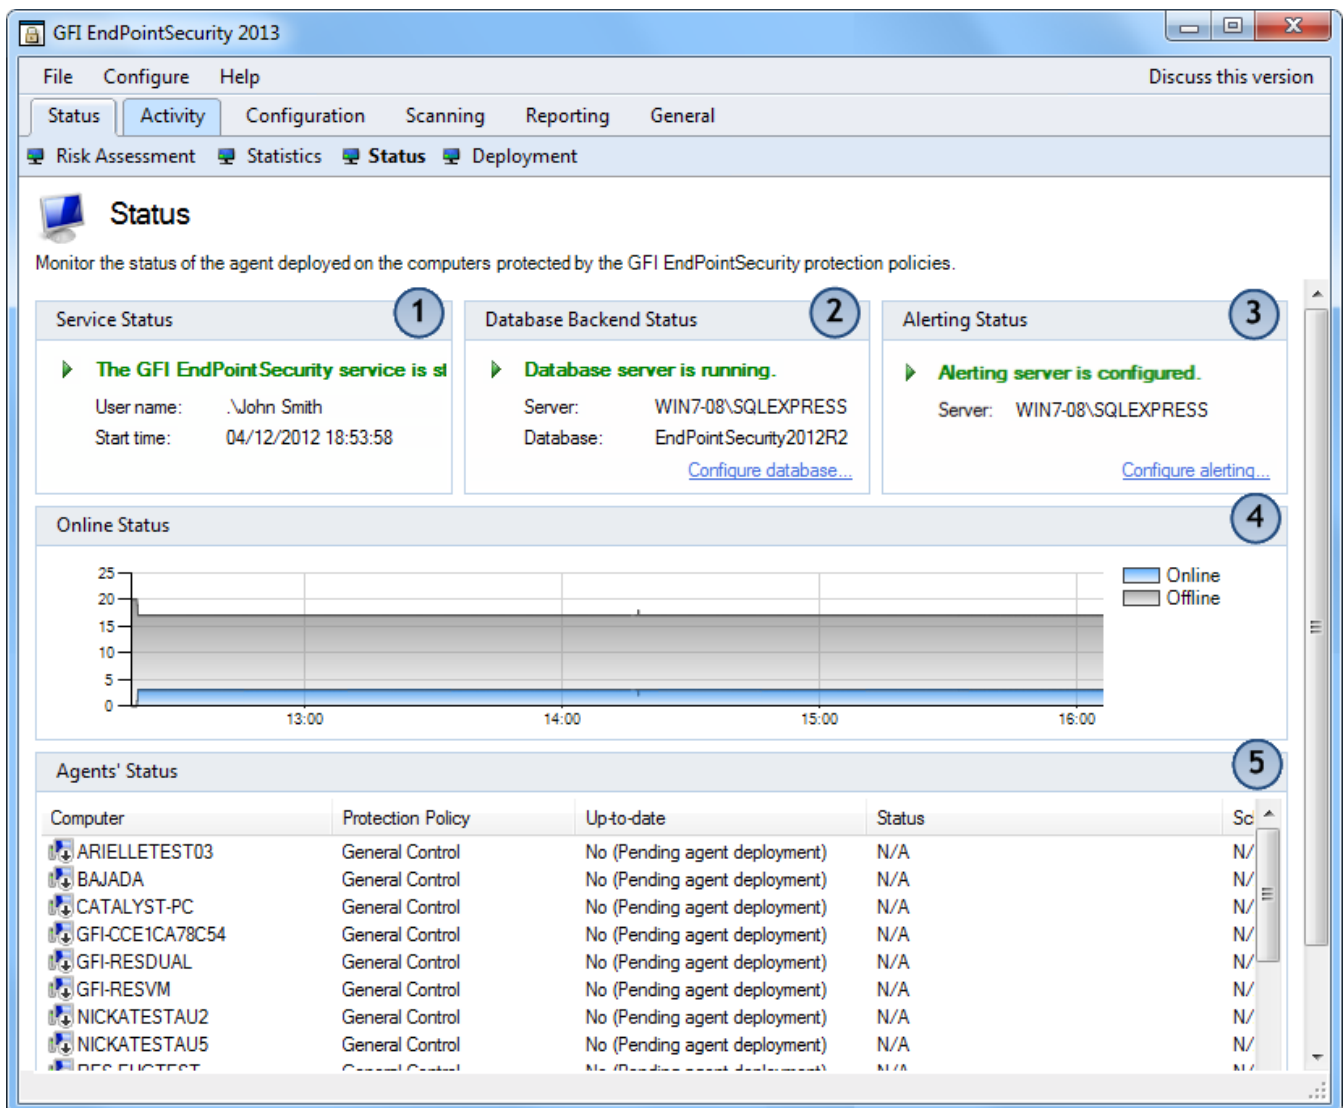 GFI EndPointSecurity 2013
File Configure Help Discuss this version
Status Activity Configuration Scanning Reporting General
Risk Assessment Statistics Status Deployment
Status
Monitor the status of the agent deployed on the computers protected by the GFI EndPointSecurity protection policies.
Service Status 1
The GFI EndPointSecurity service is st
User name: .\John Smith
Start time: 04/12/2012 18:53:58
Database Backend Status 2
Database server is running.
Server: WIN7-08\SQLEXPRESS
Database: EndPointSecurity2012R2
Configure database...
Alerting Status 3
Alerting server is configured.
Server: WIN7-08\SQLEXPRESS
Configure alerting...
Online Status 4
25
20
15
10
5
0
13:00 14:00 15:00 16:00
Online
Offline
Agents' Status 5
Computer Protection Policy Up-to-date Status Scl
ARIELLETEST03 General Control No (Pending agent deployment) N/A N/
BAJADA General Control No (Pending agent deployment) N/A N/
CATALYST-PC General Control No (Pending agent deployment) N/A N/
GFI-CCE1CA78C54 General Control No (Pending agent deployment) N/A N/
GFI-RESDUAL General Control No (Pending agent deployment) N/A N/
GFI-RESVM General Control No (Pending agent deployment) N/A N/
NICKATESTAU2 General Control No (Pending agent deployment) N/A N/
NICKATESTAU5 General Control No (Pending agent deployment) N/A N/
General Control No (Pending agent deployment) N/A N/